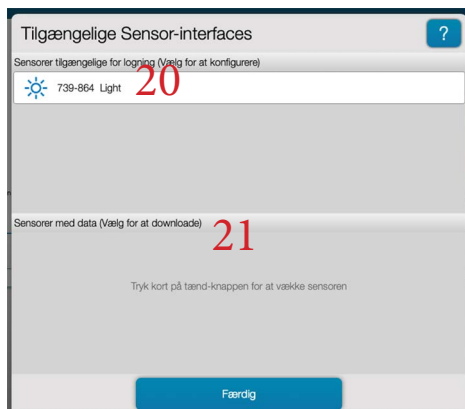 Tilgængelige Sensor-interfaces
?
Sensorer tilgængelige for logning (Vælg for at konfigurere)
739-864 Light
20
Sensorer med data (Vælg for at downloade)
21
Tryk kort på tænd-knappen for at vække sensoren
Færdig